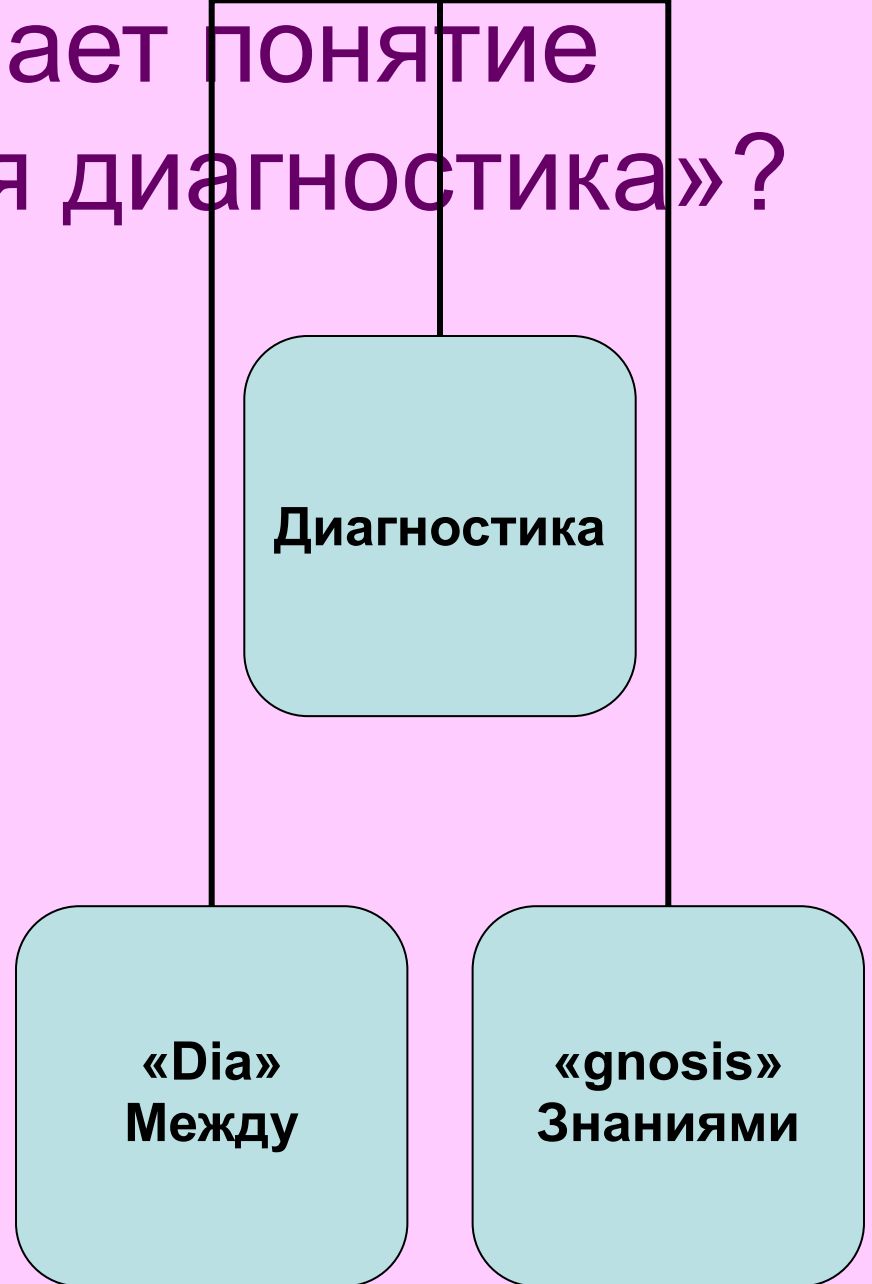 ает понятие
я диагностика»?
Диагностика
«Dia»
Между
«gnosis»
Знаниями